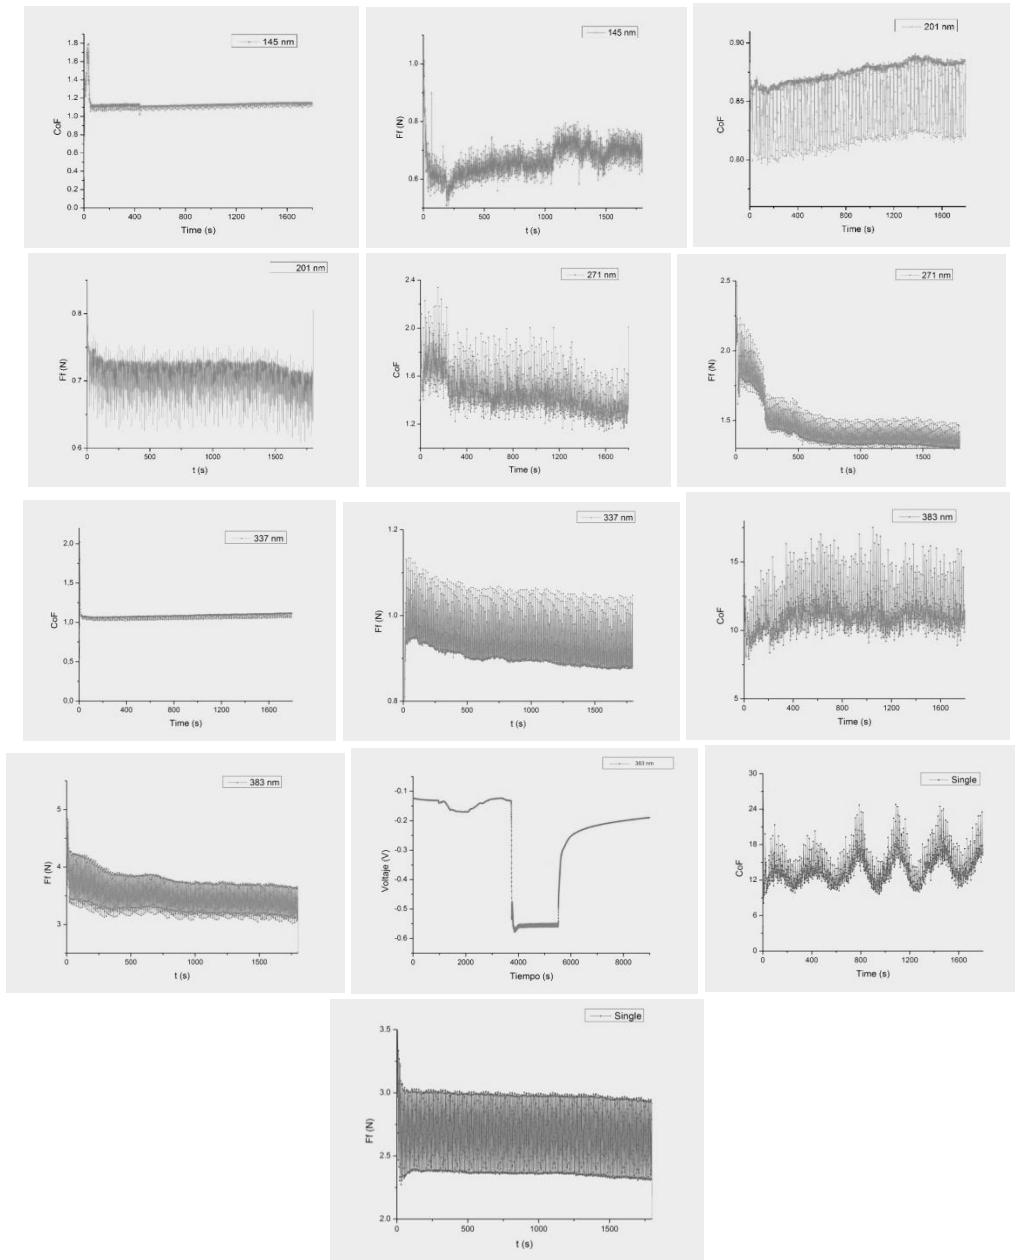 145 nm
1.8
1.6
1.4
1.2
1.0
0.8
0.6
0.4
0.2
0.0
CoF
0 400 800 1200 1600
Time (s)
145 nm
1.0
0.8
0.6
Ff (N)
0 500 1000 1500
t (s)
201 nm
0.90
0.85
0.80
CoF
0 400 800 1200 1600
Time (s)
201 nm
0.8
0.7
0.6
Ff (N)
0 500 1000 1500
t (s)
271 nm
2.4
2.0
1.6
1.2
CoF
0 400 800 1200 1600
Time (s)
271 nm
2.5
2.0
1.5
Ff (N)
0 500 1000 1500
t (s)
337 nm
2.0
1.5
1.0
0.5
0.0
CoF
0 400 800 1200 1600
Time (s)
337 nm
1.2
1.0
0.8
Ff (N)
0 500 1000 1500
t (s)
383 nm
15
10
5
CoF
0 400 800 1200 1600
Time (s)
383 nm
5
4
3
Ff (N)
0 500 1000 1500
t (s)
383 nm
-0.1
-0.2
-0.3
-0.4
-0.5
-0.6
Voltaje (V)
0 2000 4000 6000 8000
Tiempo (s)
Single
30
24
18
12
6
0
CoF
0 400 800 1200 1600
Time (s)
Single
3.5
3.0
2.5
2.0
Ff (N)
0 500 1000 1500
t (s)